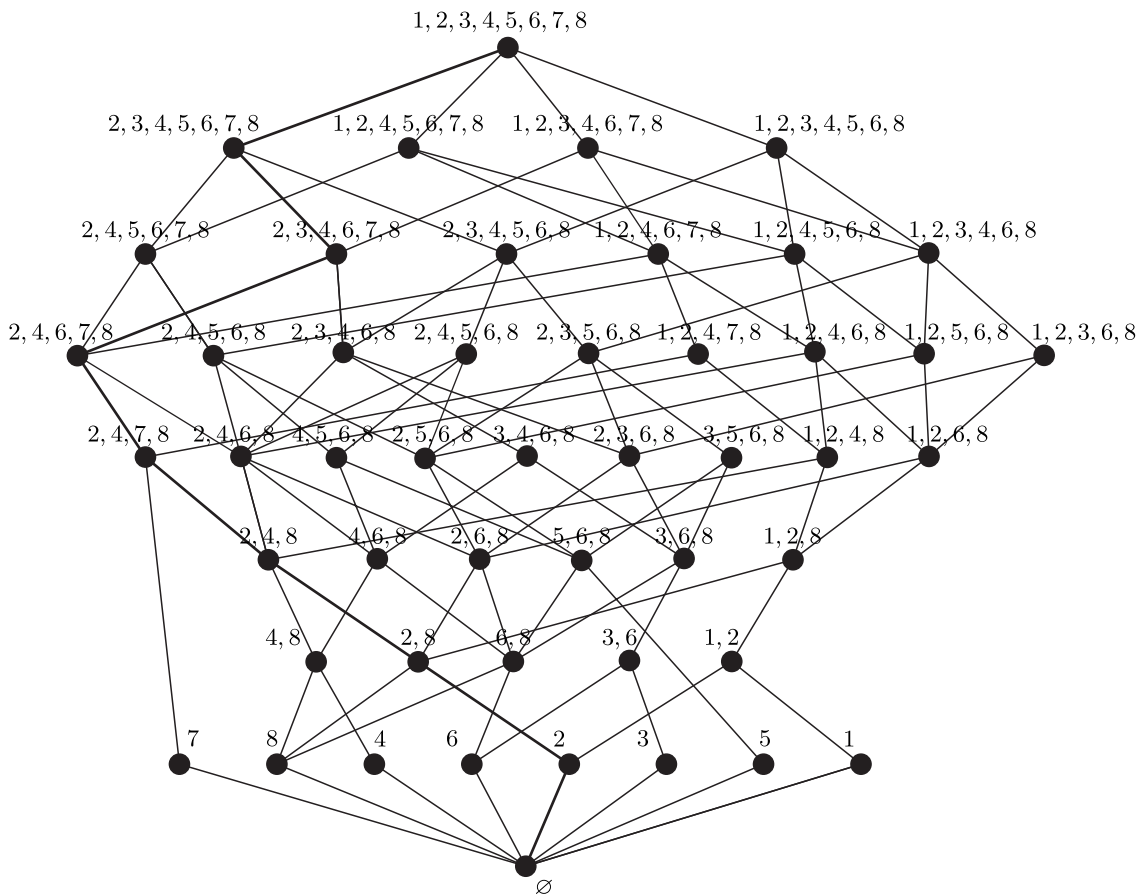 1, 2, 3, 4, 5, 6, 7, 8
2, 3, 4, 5, 6, 7, 8
1, 2, 4, 5, 6, 7, 8
1, 2, 3, 4, 6, 7, 8
1, 2, 3, 4, 5, 6, 8
2, 4, 5, 6, 7, 8
2, 3, 4, 6, 7, 8
2, 3, 4, 5, 6, 8
1, 2, 4, 6, 7, 8
1, 2, 4, 5, 6, 8
1, 2, 3, 4, 6, 8
2, 4, 6, 7, 8
2, 4, 5, 6, 8
2, 3, 4, 6, 8
2, 4, 5, 6, 8
2, 3, 5, 6, 8
1, 2, 4, 7, 8
1, 2, 4, 6, 8
1, 2, 5, 6, 8
1, 2, 3, 6, 8
2, 4, 7, 8
2, 4, 6, 8
4, 5, 6, 8
2, 5, 6, 8
3, 4, 6, 8
2, 3, 6, 8
3, 5, 6, 8
1, 2, 4, 8
1, 2, 6, 8
2, 4, 8
4, 6, 8
2, 6, 8
5, 6, 8
3, 6, 8
1, 2, 8
4, 8
2, 8
6, 8
3, 6
1, 2
7
8
4
6
2
3
5
1
∅